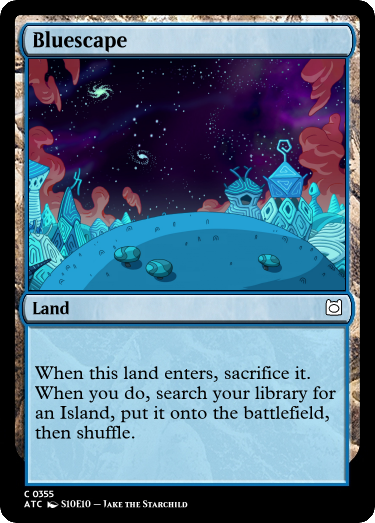 Bluescape
Land
When this land enters, sacrifice it.
When you do, search your library for
an Island, put it onto the battlefield,
then shuffle.
C 0355
ATC S10E10 – Jake the Starchild